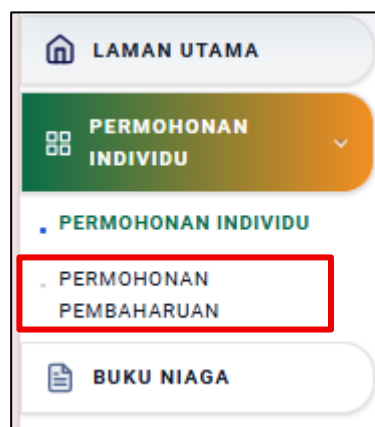 LAMAN UTAMA
PERMOHONAN
INDIVIDU
PERMOHONAN INDIVIDU
PERMOHONAN
PEMBAHARUAN
BUKU NIAGA